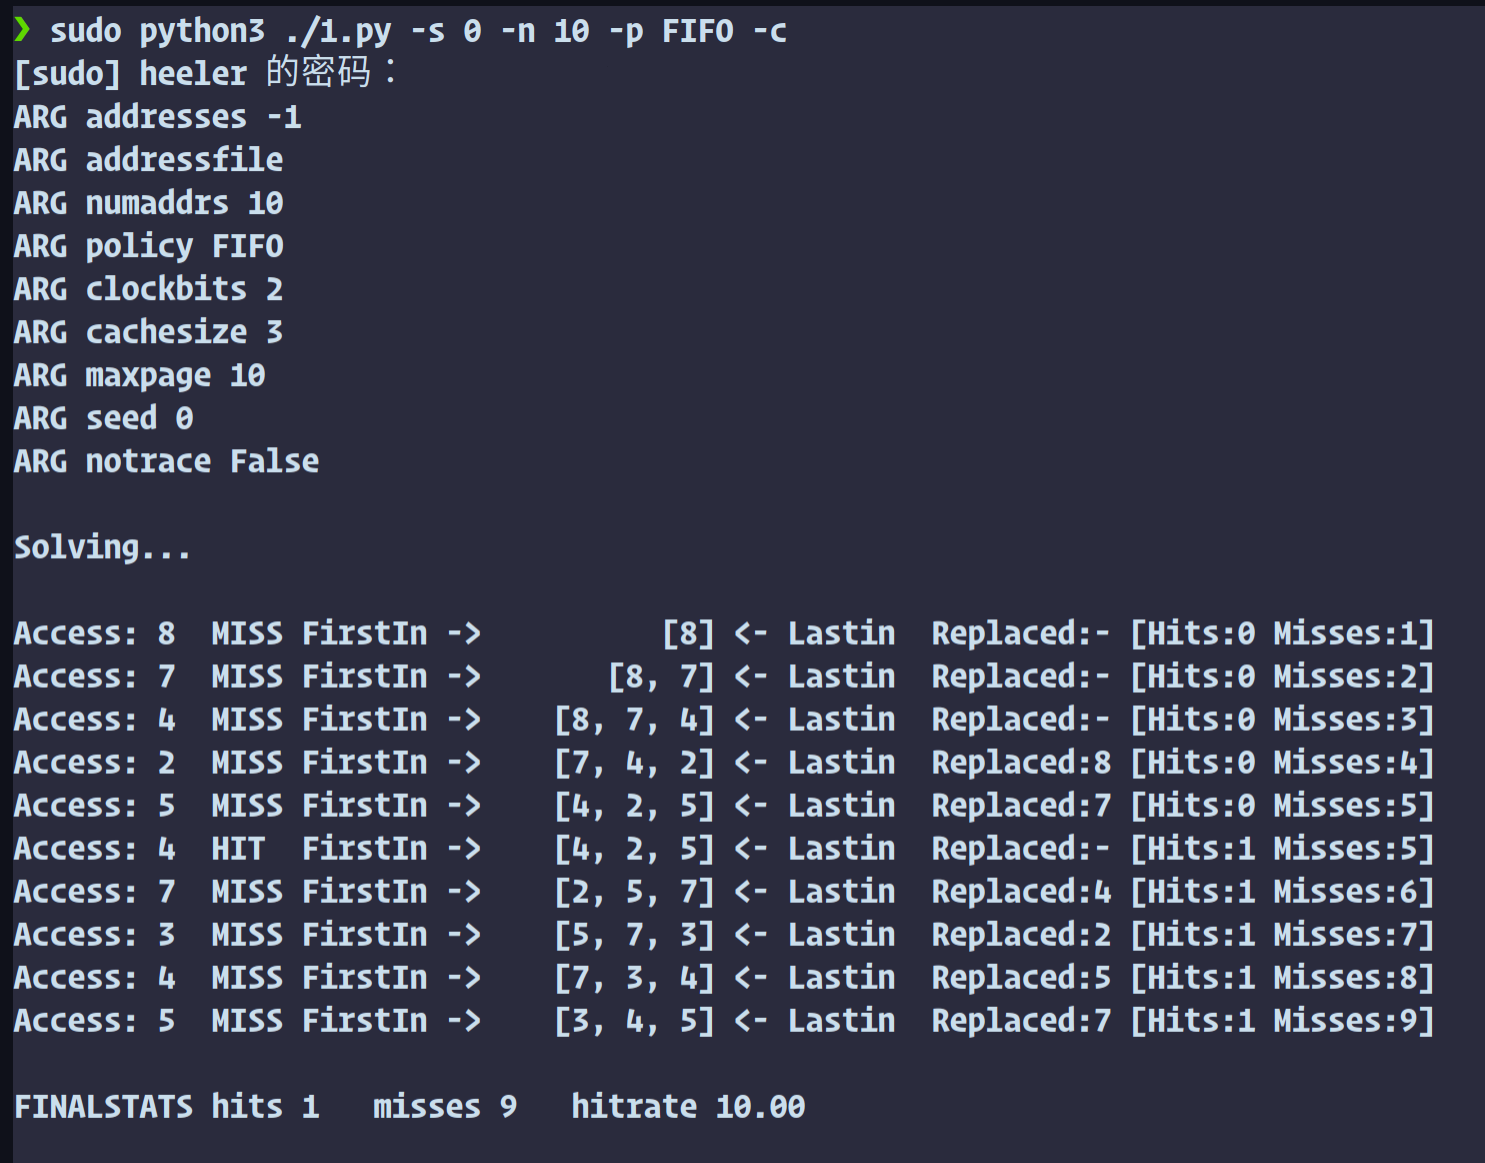 ❯ sudo python3 ./1.py -s 0 -n 10 -p FIFO -c
[sudo] heeler 的密码：
ARG addresses -1
ARG addressfile
ARG numaddrs 10
ARG policy FIFO
ARG clockbits 2
ARG cachesize 3
ARG maxpage 10
ARG seed 0
ARG notrace False
Solving...
Access: 8  MISS FirstIn ->          [8] <- Lastin  Replaced:- [Hits:0 Misses:1]
Access: 7  MISS FirstIn ->       [8, 7] <- Lastin  Replaced:- [Hits:0 Misses:2]
Access: 4  MISS FirstIn ->    [8, 7, 4] <- Lastin  Replaced:- [Hits:0 Misses:3]
Access: 2  MISS FirstIn ->    [7, 4, 2] <- Lastin  Replaced:8 [Hits:0 Misses:4]
Access: 5  MISS FirstIn ->    [4, 2, 5] <- Lastin  Replaced:7 [Hits:0 Misses:5]
Access: 4  HIT  FirstIn ->    [4, 2, 5] <- Lastin  Replaced:- [Hits:1 Misses:5]
Access: 7  MISS FirstIn ->    [2, 5, 7] <- Lastin  Replaced:4 [Hits:1 Misses:6]
Access: 3  MISS FirstIn ->    [5, 7, 3] <- Lastin  Replaced:2 [Hits:1 Misses:7]
Access: 4  MISS FirstIn ->    [7, 3, 4] <- Lastin  Replaced:5 [Hits:1 Misses:8]
Access: 5  MISS FirstIn ->    [3, 4, 5] <- Lastin  Replaced:7 [Hits:1 Misses:9]
FINALSTATS hits 1   misses 9   hitrate 10.00